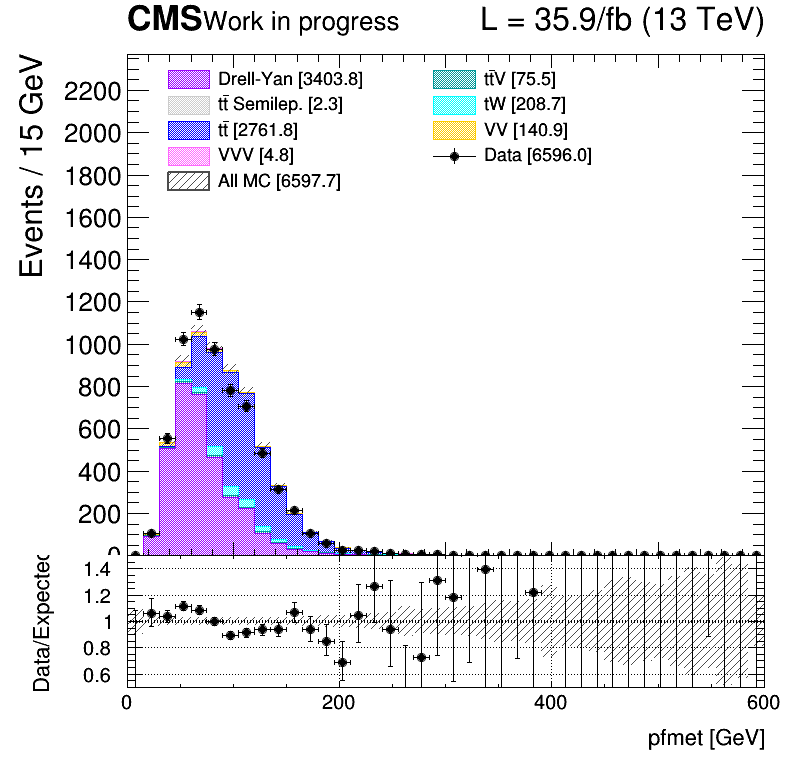 CMS Work in progress L = 35.9/fb (13 TeV)
Drell-Yan [3403.8] tt̄V [75.5]
tt̄ Semilep. [2.3] tW [208.7]
tt̄ [2761.8] VV [140.9]
VVV [4.8] Data [6596.0]
All MC [6597.7]
Events / 15 GeV
2200
2000
1800
1600
1400
1200
1000
800
600
400
200
0
Data/Expected
1.4
1.2
1
0.8
0.6
0 200 400 600
pfmet [GeV]